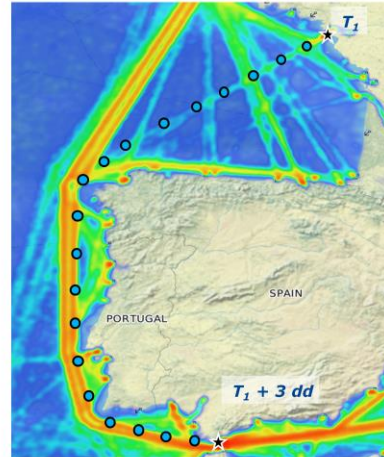 T₁
SPAIN
PORTUGAL
T₁ + 3 dd